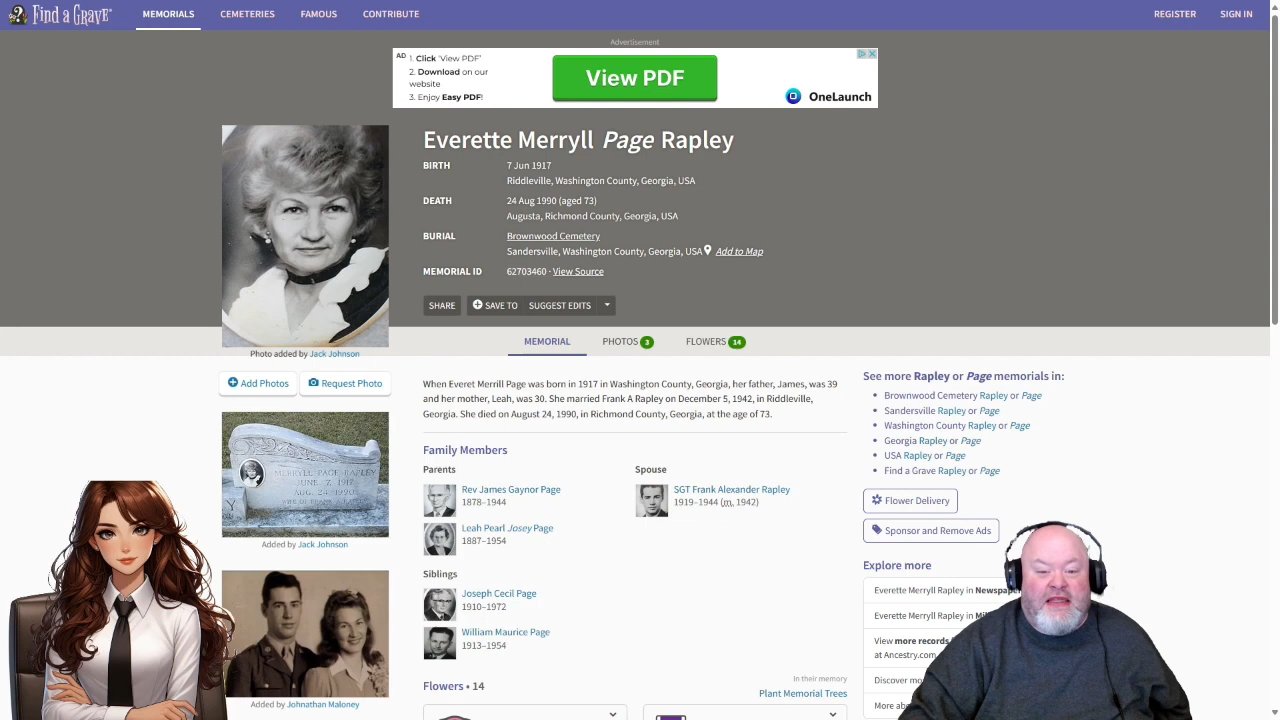 Find a Grave®
MEMORIALS
CEMETERIES
FAMOUS
CONTRIBUTE
REGISTER
SIGN IN
Advertisement
AD
1. Click 'View PDF'
2. Download on our
website
3. Enjoy Easy PDF!
View PDF
OneLaunch
Everette Merryll Page Rapley
BIRTH
7 Jun 1917
Riddleville, Washington County, Georgia, USA
DEATH
24 Aug 1990 (aged 73)
Augusta, Richmond County, Georgia, USA
BURIAL
Brownwood Cemetery
Sandersville, Washington County, Georgia, USA Add to Map
MEMORIAL ID
62703460 · View Source
SHARE
SAVE TO
SUGGEST EDITS
Photo added by Jack Johnson
MEMORIAL
PHOTOS 3
FLOWERS 14
Add Photos
Request Photo
MERRYLL PAGE RAPLEY
JUNE 7, 1917
AUG. 24 1990
WIFE OF FRANK A. RAPLEY
Y
Added by Jack Johnson
Added by Johnathan Maloney
When Everet Merrill Page was born in 1917 in Washington County, Georgia, her father, James, was 39
and her mother, Leah, was 30. She married Frank A Rapley on December 5, 1942, in Riddleville,
Georgia. She died on August 24, 1990, in Richmond County, Georgia, at the age of 73.
Family Members
Parents
Rev James Gaynor Page
1878–1944
Leah Pearl Josey Page
1887–1954
Spouse
SGT Frank Alexander Rapley
1919–1944 (m. 1942)
Siblings
Joseph Cecil Page
1910–1972
William Maurice Page
1913–1954
Flowers • 14
In their memory
Plant Memorial Trees
See more Rapley or Page memorials in:
Brownwood Cemetery Rapley or Page
Sandersville Rapley or Page
Washington County Rapley or Page
Georgia Rapley or Page
USA Rapley or Page
Find a Grave Rapley or Page
Flower Delivery
Sponsor and Remove Ads
Explore more
Everette Merryll Rapley in Newspap
Everette Merryll Rapley in Mil
View more records
at Ancestry.com
Discover mo
More abo